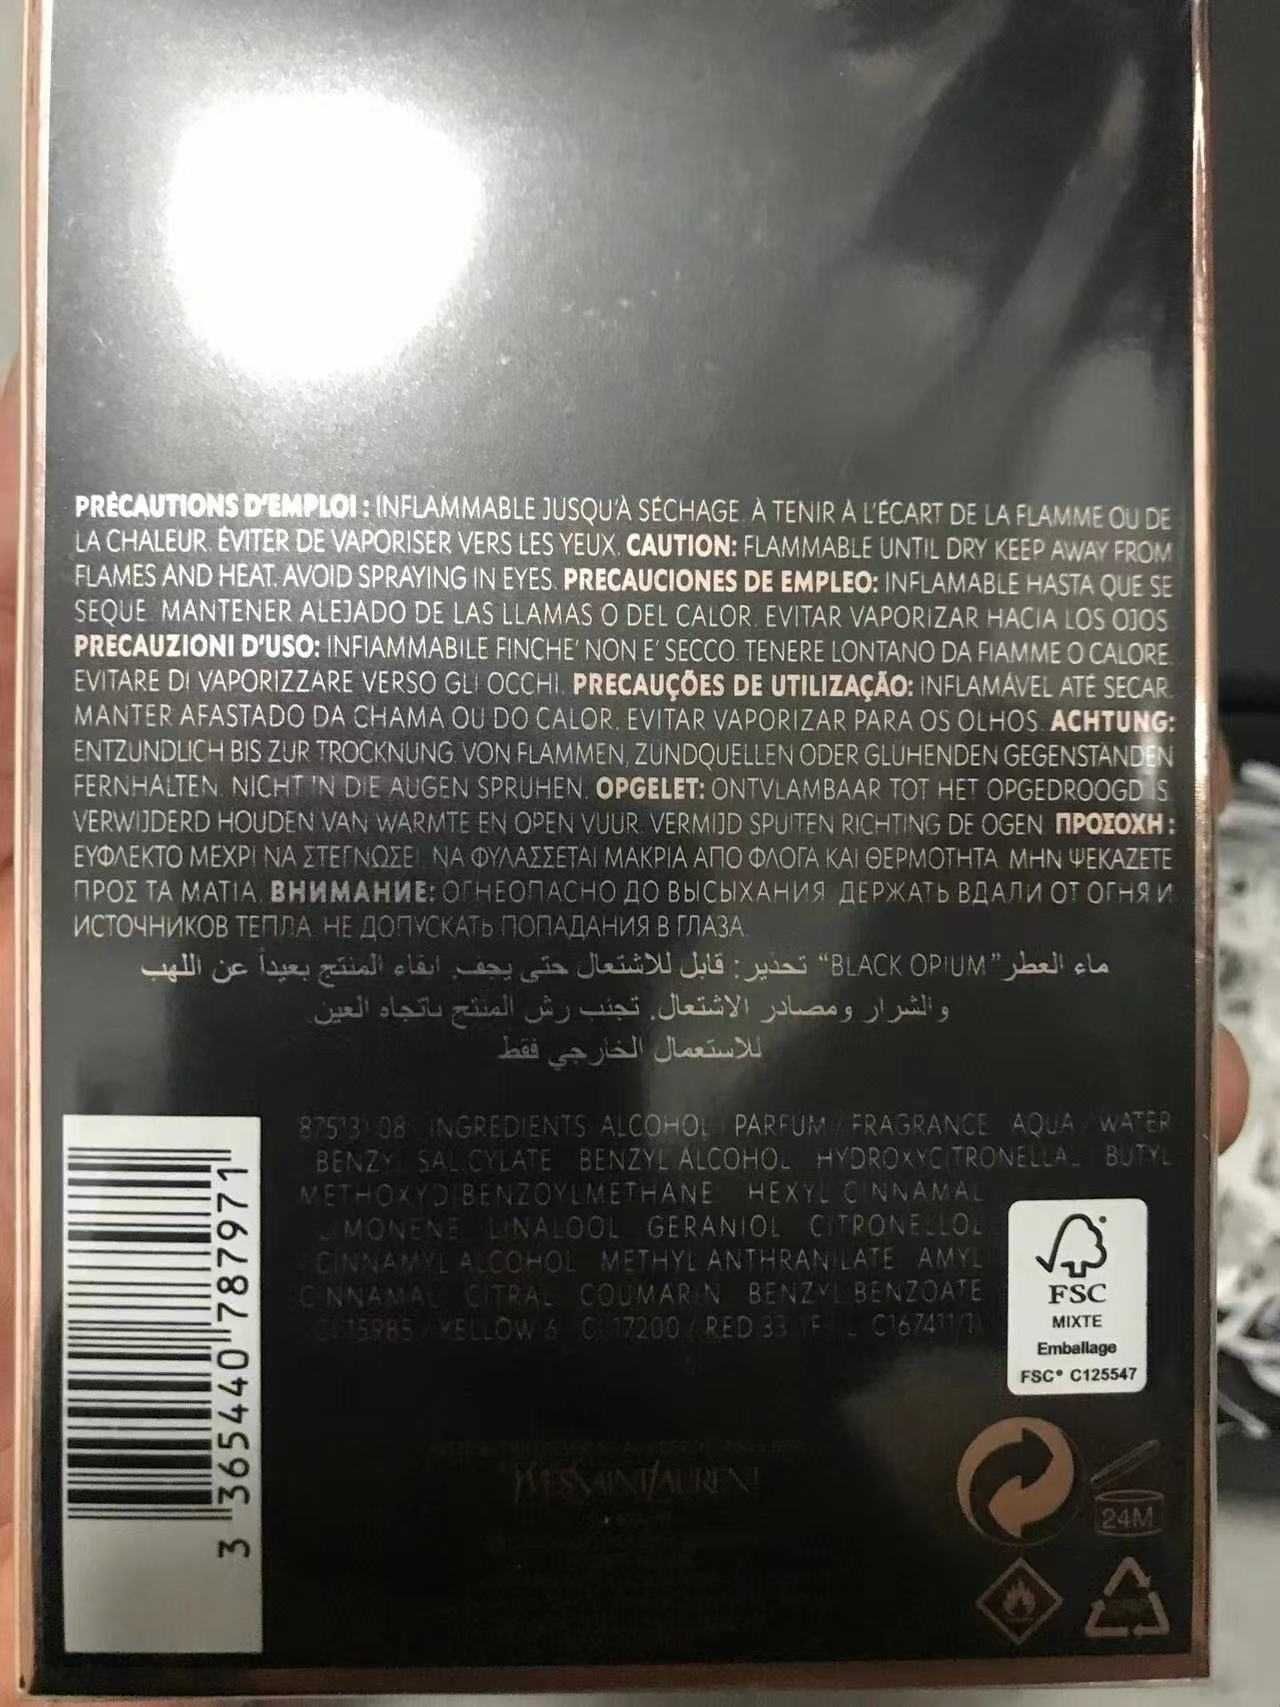 PRÉCAUTIONS D'EMPLOI : INFLAMMABLE JUSQU'À SÉCHAGE. À TENIR À L'ÉCART DE LA FLAMME OU DE
LA CHALEUR. ÉVITER DE VAPORISER VERS LES YEUX. CAUTION: FLAMMABLE UNTIL DRY KEEP AWAY FROM
FLAMES AND HEAT. AVOID SPRAYING IN EYES. PRECAUCIONES DE EMPLEO: INFLAMABLE HASTA QUE SE
SEQUE. MANTENER ALEJADO DE LAS LLAMAS O DEL CALOR. EVITAR VAPORIZAR HACIA LOS OJOS.
PRECAUZIONI D'USO: INFIAMMABILE FINCHE' NON E' SECCO. TENERE LONTANO DA FIAMME O CALORE.
EVITARE DI VAPORIZZARE VERSO GLI OCCHI. PRECAUÇÕES DE UTILIZAÇÃO: INFLAMÁVEL ATÉ SECAR.
MANTER AFASTADO DA CHAMA OU DO CALOR. EVITAR VAPORIZAR PARA OS OLHOS. ACHTUNG:
ENTZUNDLICH BIS ZUR TROCKNUNG. VON FLAMMEN, ZUNDQUELLEN ODER GLUHENDEN GEGENSTANDEN
FERNHALTEN. NICHT IN DIE AUGEN SPRUHEN. OPGELET: ONTVLAMBAAR TOT HET OPGEDROOGD IS.
VERWIJDERD HOUDEN VAN WARMTE EN OPEN VUUR. VERMIJD SPUITEN RICHTING DE OGEN. ΠΡΟΣΟΧΗ :
ΕΥΦΛΕΚΤΟ ΜΕΧΡΙ ΝΑ ΣΤΕΓΝΩΣΕΙ. ΝΑ ΦΥΛΑΣΣΕΤΑΙ ΜΑΚΡΙΑ ΑΠΟ ΦΛΟΓΑ ΚΑΙ ΘΕΡΜΟΤΗΤΑ. ΜΗΝ ΨΕΚΑΖΕΤΕ
ΠΡΟΣ ΤΑ ΜΑΤΙΑ. ВНИМАНИЕ: ОГНЕОПАСНО ДО ВЫСЫХАНИЯ. ДЕРЖАТЬ ВДАЛИ ОТ ОГНЯ И
ИСТОЧНИКОВ ТЕПЛА. НЕ ДОПУСКАТЬ ПОПАДАНИЯ В ГЛАЗА.
ماء العطر "BLACK OPIUM" تحذير: قابل للاشتعال حتى يجف. ابقاء المنتج بعيداً عن اللهب
والشرار ومصادر الاشتعال. تجنب رش المنتج باتجاه العين.
للاستعمال الخارجي فقط
INGREDIENTS ALCOHOL PARFUM / FRAGRANCE AQUA / WATER
BENZYL SALICYLATE BENZYL ALCOHOL HYDROXYCITRONELLAL BUTYL
METHOXYDIBENZOYLMETHANE HEXYL CINNAMAL
LIMONENE LINALOOL GERANIOL CITRONELLOL
CINNAMYL ALCOHOL METHYL ANTHRANILATE AMYL
CINNAMAL CITRAL COUMARIN BENZYL BENZOATE
CI 15985 / YELLOW 6 CI 17200 / RED 33 C167411/1
3 365440 787971
FSC
MIXTE
Emballage
FSC® C125547
YVESSAINTLAURENT
24M